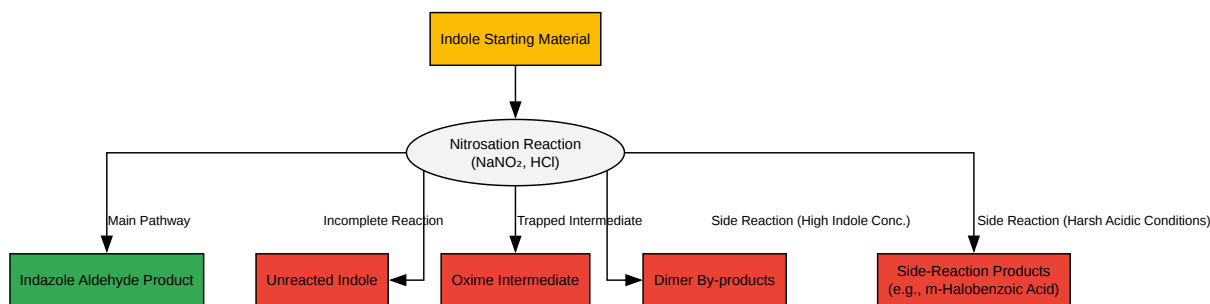 Indole Starting Material
Nitrosation Reaction
(NaNO₂, HCl)
Main Pathway
Incomplete Reaction
Trapped Intermediate
Side Reaction (High Indole Conc.)
Side Reaction (Harsh Acidic Conditions)
Indazole Aldehyde Product
Unreacted Indole
Oxime Intermediate
Dimer By-products
Side-Reaction Products
(e.g., m-Halobenzoic Acid)